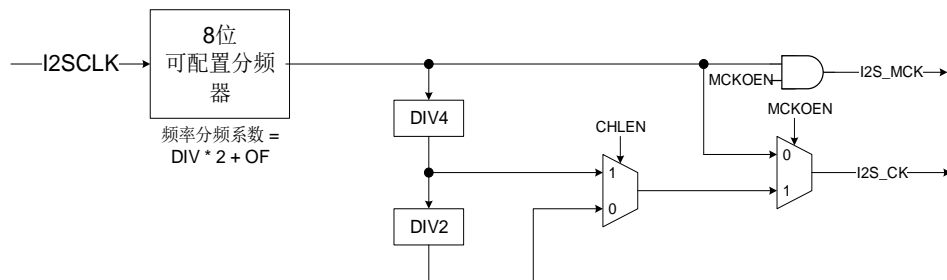 8位
可配置分频
器
I2SCLK
频率分频系数 =
DIV * 2 + OF
MCKOEN
I2S_MCK
DIV4
CHLEN
MCKOEN
1
0
0
1
I2S_CK
DIV2